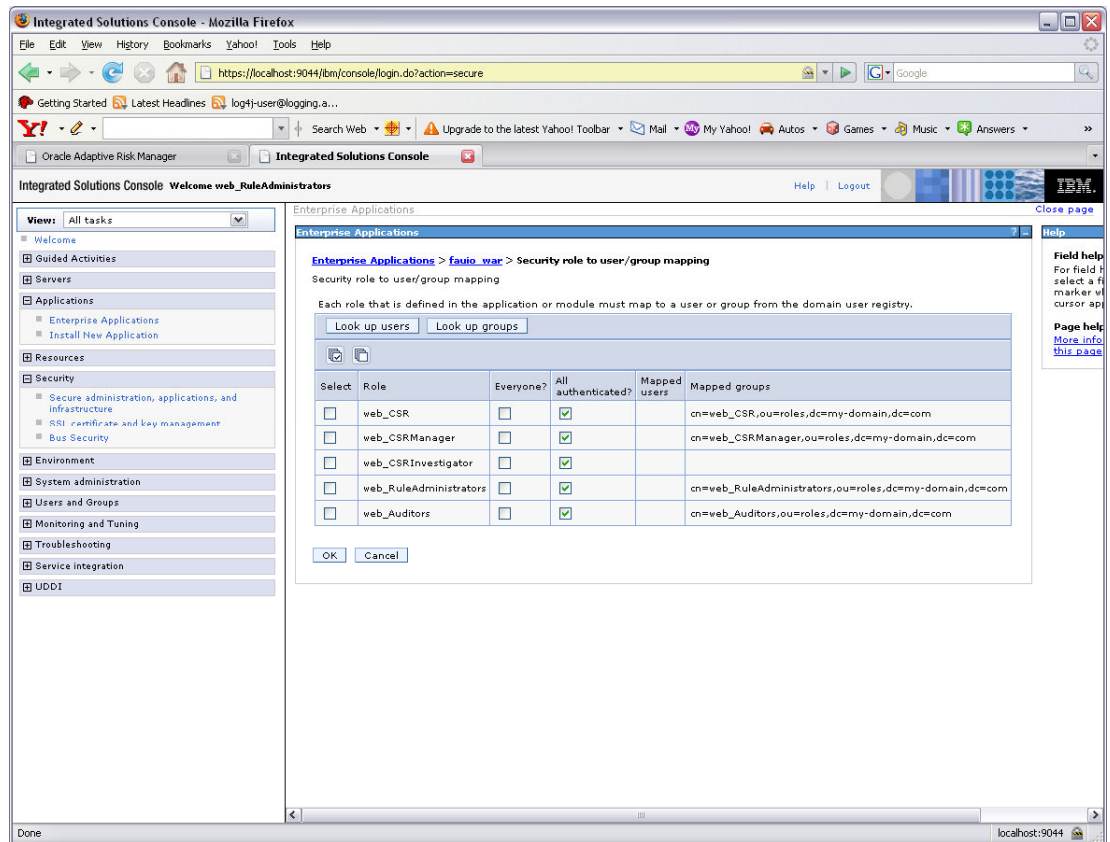 Integrated Solutions Console - Mozilla Firefox
File Edit View History Bookmarks Yahoo! Tools Help
https://localhost:9044/ibm/console/login.do?action=secure
G Google
Getting Started Latest Headlines log4j-user@logging.a...
Y! Search Web Upgrade to the latest Yahoo! Toolbar Mail My My Yahoo! Autos Games Music Answers »
Oracle Adaptive Risk Manager Integrated Solutions Console
Integrated Solutions Console Welcome web_RuleAdministrators Help | Logout IBM.
View: All tasks
Welcome
Guided Activities
Servers
Applications
Enterprise Applications
Install New Application
Resources
Security
Secure administration, applications, and
infrastructure
SSL certificate and key management
Bus Security
Environment
System administration
Users and Groups
Monitoring and Tuning
Troubleshooting
Service integration
UDDI
Enterprise Applications Close page
Enterprise Applications ? -
Enterprise Applications > fauio_war > Security role to user/group mapping
Security role to user/group mapping
Each role that is defined in the application or module must map to a user or group from the domain user registry.
Look up users Look up groups
Select Role Everyone? All authenticated? Mapped users Mapped groups
web_CSR cn=web_CSR,ou=roles,dc=my-domain,dc=com
web_CSRManager cn=web_CSRManager,ou=roles,dc=my-domain,dc=com
web_CSRInvestigator
web_RuleAdministrators cn=web_RuleAdministrators,ou=roles,dc=my-domain,dc=com
web_Auditors cn=web_Auditors,ou=roles,dc=my-domain,dc=com
OK Cancel
Help
Field help
For field h
select a fi
marker w
cursor ap
Page help
More info
this page
Done localhost:9044